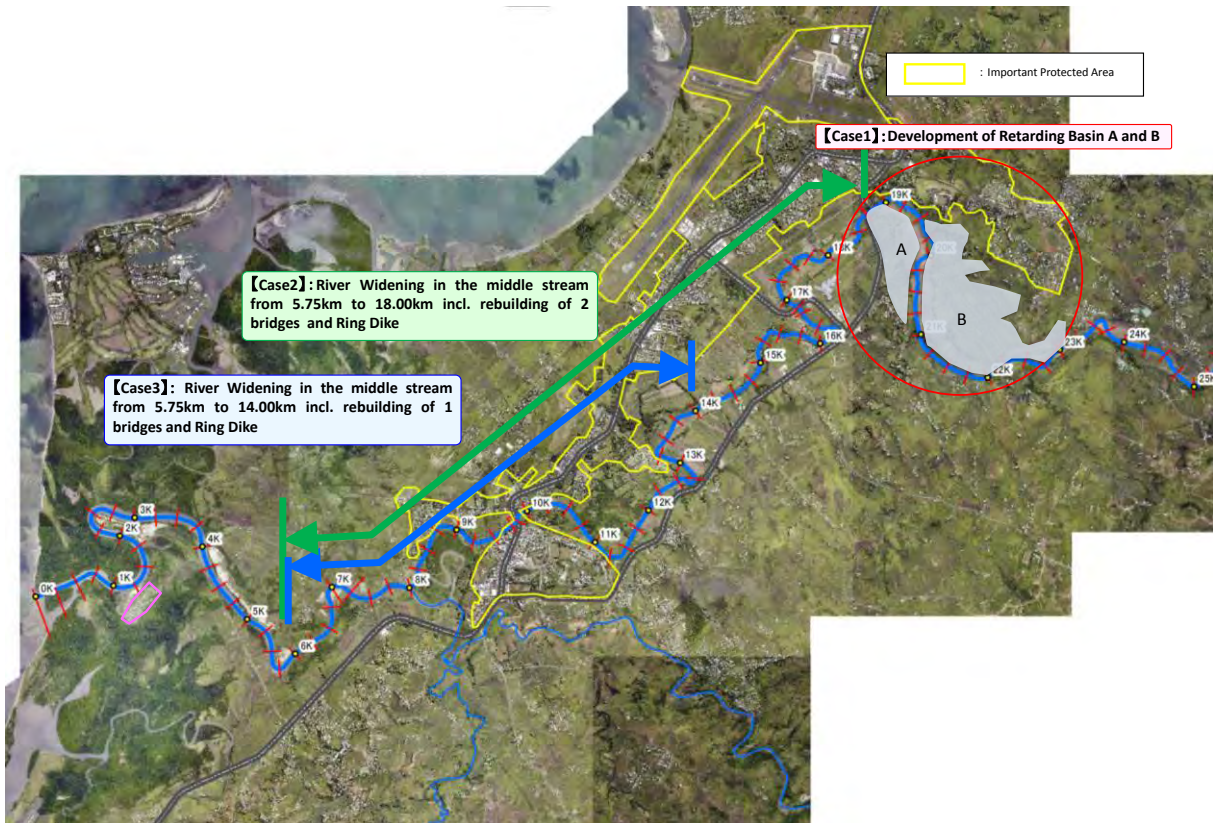 : Important Protected Area
【Case1】: Development of Retarding Basin A and B
19K
A
18K
20K
【Case2】: River Widening in the middle stream
from 5.75km to 18.00km incl. rebuilding of 2
bridges and Ring Dike
17K
B
21K
16K
24K
23K
15K
22K
25K
【Case3】: River Widening in the middle stream
from 5.75km to 14.00km incl. rebuilding of 1
bridges and Ring Dike
14K
13K
3K
10K
12K
2K
9K
4K
11K
1K
7K
8K
0K
5K
6K